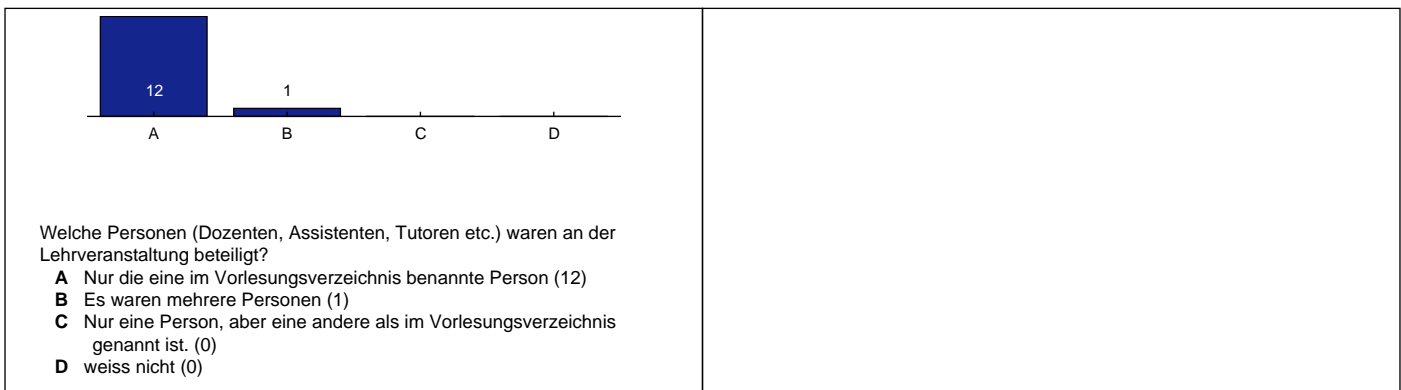 12 1
A B C D
Welche Personen (Dozenten, Assistenten, Tutoren etc.) waren an der
Lehrveranstaltung beteiligt?
A Nur die eine im Vorlesungsverzeichnis benannte Person (12)
B Es waren mehrere Personen (1)
C Nur eine Person, aber eine andere als im Vorlesungsverzeichnis
genannt ist. (0)
D weiss nicht (0)